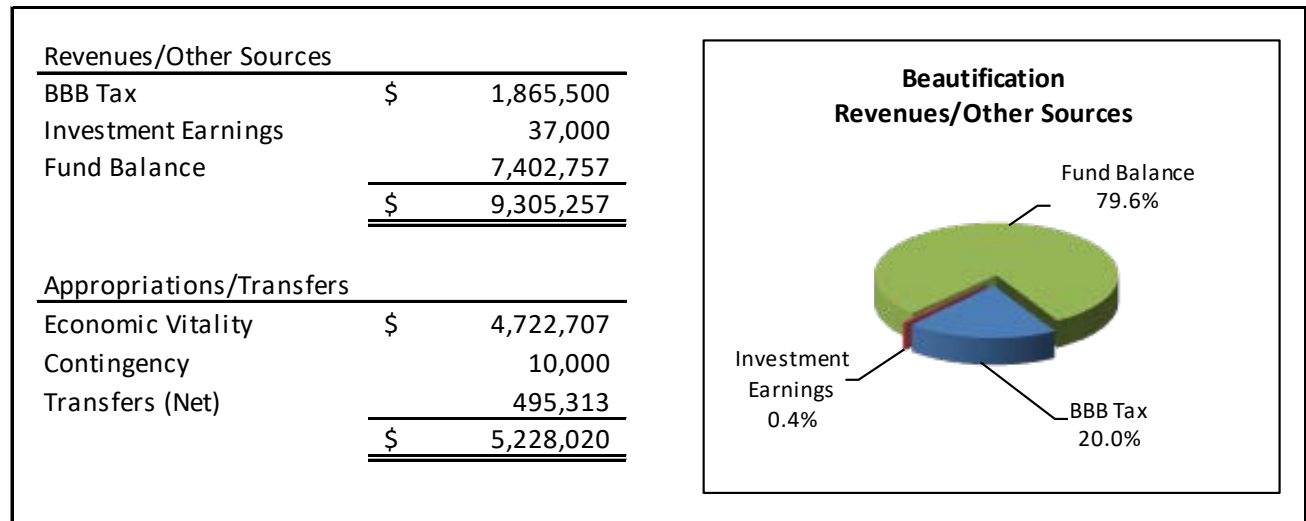 Revenues/Other Sources
BBB Tax $ 1,865,500
Investment Earnings 37,000
Fund Balance 7,402,757
$ 9,305,257
Appropriations/Transfers
Economic Vitality $ 4,722,707
Contingency 10,000
Transfers (Net) 495,313
$ 5,228,020
Beautification
Revenues/Other Sources
Fund Balance
79.6%
Investment
Earnings
0.4%
BBB Tax
20.0%